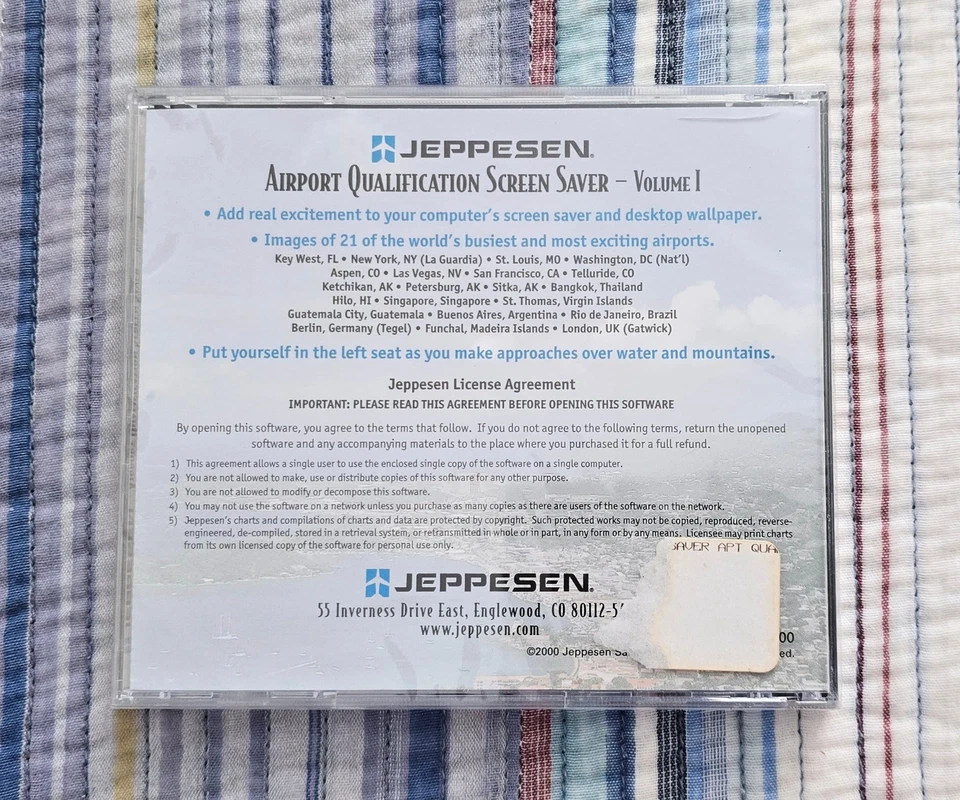 JEPPESEN.
AIRPORT QUALIFICATION SCREEN SAVER – VOLUME I
• Add real excitement to your computer's screen saver and desktop wallpaper.
• Images of 21 of the world's busiest and most exciting airports.
Key West, FL • New York, NY (La Guardia) • St. Louis, MO • Washington, DC (Nat'l)
Aspen, CO • Las Vegas, NV • San Francisco, CA • Telluride, CO
Ketchikan, AK • Petersburg, AK • Sitka, AK • Bangkok, Thailand
Hilo, HI • Singapore, Singapore • St. Thomas, Virgin Islands
Guatemala City, Guatemala • Buenos Aires, Argentina • Rio de Janeiro, Brazil
Berlin, Germany (Tegel) • Funchal, Madeira Islands • London, UK (Gatwick)
• Put yourself in the left seat as you make approaches over water and mountains.
Jeppesen License Agreement
IMPORTANT: PLEASE READ THIS AGREEMENT BEFORE OPENING THIS SOFTWARE
By opening this software, you agree to the terms that follow. If you do not agree to the following terms, return the unopened
software and any accompanying materials to the place where you purchased it for a full refund.
1) This agreement allows a single user to use the enclosed single copy of the software on a single computer.
2) You are not allowed to make, use or distribute copies of this software for any other purpose.
3) You are not allowed to modify or decompose this software.
4) You may not use the software on a network unless you purchase as many copies as there are users of the software on the network.
5) Jeppesen's charts and compilations of charts and data are protected by copyright. Such protected works may not be copied, reproduced, reverse-
engineered, de-compiled, stored in a retrieval system, or retransmitted in whole or in part, in any form or by any means. Licensee may print charts
from its own licensed copy of the software for personal use only.
SAVER APT QUA
JEPPESEN.
55 Inverness Drive East, Englewood, CO 80112-5
www.jeppesen.com
00
©2000 Jeppesen Sa ed.